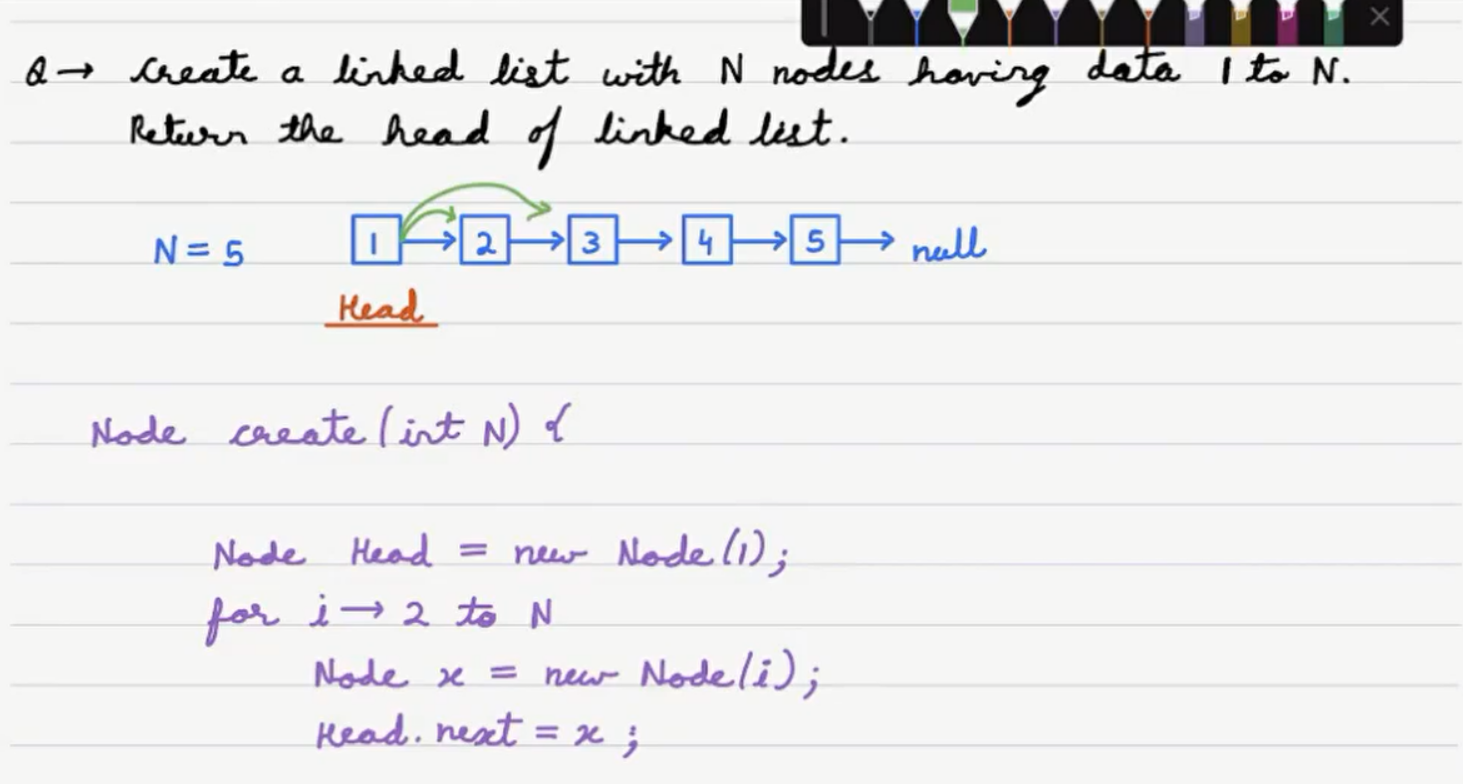 Q → Create a linked list with N nodes having data 1 to N.
Return the head of linked list.
N = 5 1 → 2 → 3 → 4 → 5 → null
Head
Node create(int N) {
Node Head = new Node(1);
for i → 2 to N
Node x = new Node(i);
Head.next = x;